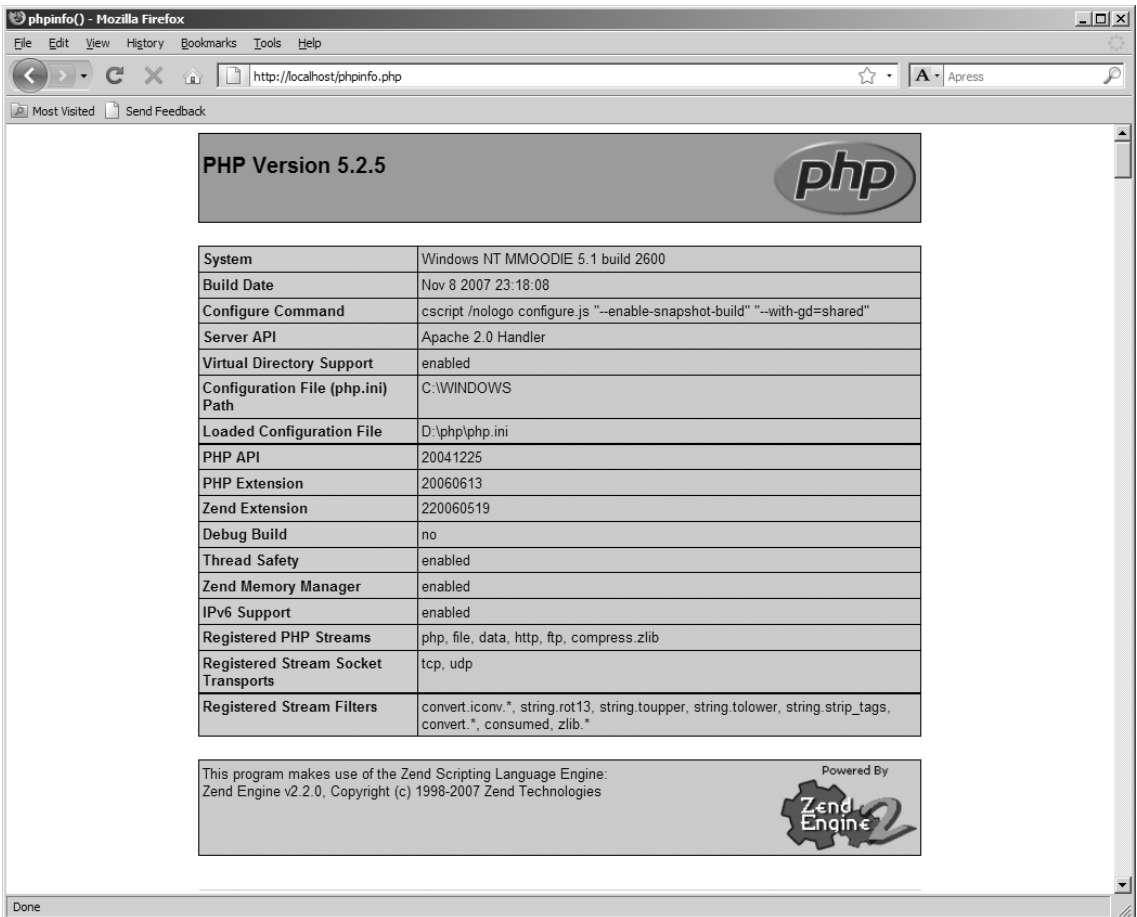 phpinfo() - Mozilla Firefox
File Edit View History Bookmarks Tools Help
http://localhost/phpinfo.php A Apress
Most Visited Send Feedback
PHP Version 5.2.5 php
System Windows NT MMOODIE 5.1 build 2600
Build Date Nov 8 2007 23:18:08
Configure Command cscript /nologo configure.js "--enable-snapshot-build" "--with-gd=shared"
Server API Apache 2.0 Handler
Virtual Directory Support enabled
Configuration File (php.ini) C:\WINDOWS
Path
Loaded Configuration File D:\php\php.ini
PHP API 20041225
PHP Extension 20060613
Zend Extension 220060519
Debug Build no
Thread Safety enabled
Zend Memory Manager enabled
IPv6 Support enabled
Registered PHP Streams php, file, data, http, ftp, compress.zlib
Registered Stream Socket tcp, udp
Transports
Registered Stream Filters convert.iconv.*, string.rot13, string.toupper, string.tolower, string.strip_tags,
convert.*, consumed, zlib.*
This program makes use of the Zend Scripting Language Engine:
Zend Engine v2.2.0, Copyright (c) 1998-2007 Zend Technologies
Powered By
Zend
Engine 2
Done